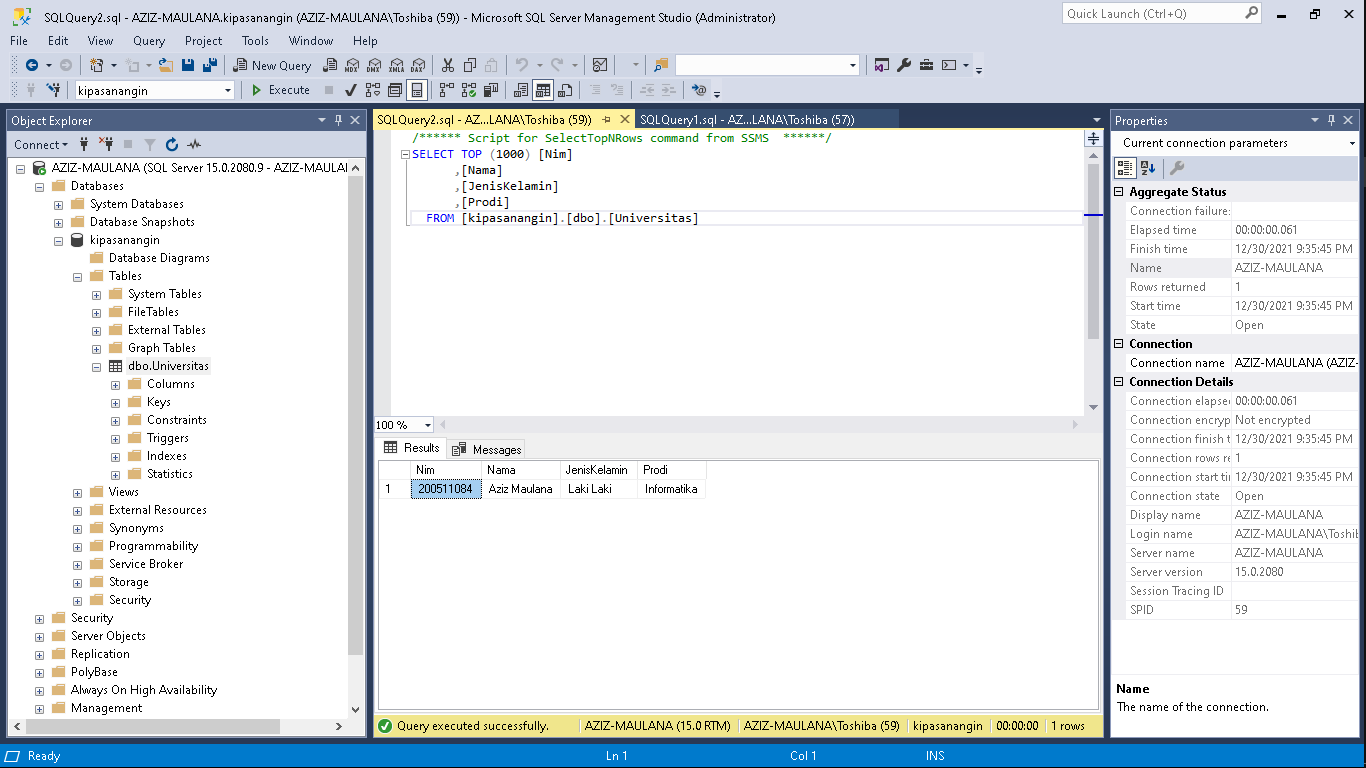 SQLQuery2.sql - AZIZ-MAULANA.kipasanangin (AZIZ-MAULANA\Toshiba (59)) - Microsoft SQL Server Management Studio (Administrator)
Quick Launch (Ctrl+Q)
File Edit View Query Project Tools Window Help
New Query MDX DMX XMLA DAX
kipasanangin Execute
Object Explorer
Connect
AZIZ-MAULANA (SQL Server 15.0.2080.9 - AZIZ-MAULAI
Databases
System Databases
Database Snapshots
kipasanangin
Database Diagrams
Tables
System Tables
FileTables
External Tables
Graph Tables
dbo.Universitas
Columns
Keys
Constraints
Triggers
Indexes
Statistics
Views
External Resources
Synonyms
Programmability
Service Broker
Storage
Security
Security
Server Objects
Replication
PolyBase
Always On High Availability
Management
SQLQuery2.sql - AZ...LANA\Toshiba (59)) SQLQuery1.sql - AZ...LANA\Toshiba (57))
/****** Script for SelectTopNRows command from SSMS ******/
SELECT TOP (1000) [Nim]
,[Nama]
,[JenisKelamin]
,[Prodi]
FROM [kipasanangin].[dbo].[Universitas]
100 %
Results Messages
Nim Nama JenisKelamin Prodi
1 200511084 Aziz Maulana Laki Laki Informatika
Query executed successfully. AZIZ-MAULANA (15.0 RTM) AZIZ-MAULANA\Toshiba (59) kipasanangin 00:00:00 1 rows
Properties
Current connection parameters
Aggregate Status
Connection failure:
Elapsed time 00:00:00.061
Finish time 12/30/2021 9:35:45 PM
Name AZIZ-MAULANA
Rows returned 1
Start time 12/30/2021 9:35:45 PM
State Open
Connection
Connection name AZIZ-MAULANA (AZIZ-
Connection Details
Connection elapse 00:00:00.061
Connection encryp Not encrypted
Connection finish t 12/30/2021 9:35:45 PM
Connection rows re 1
Connection start ti 12/30/2021 9:35:45 PM
Connection state Open
Display name AZIZ-MAULANA
Login name AZIZ-MAULANA\Toshib
Server name AZIZ-MAULANA
Server version 15.0.2080
Session Tracing ID
SPID 59
Name
The name of the connection.
Ready Ln 1 Col 1 INS